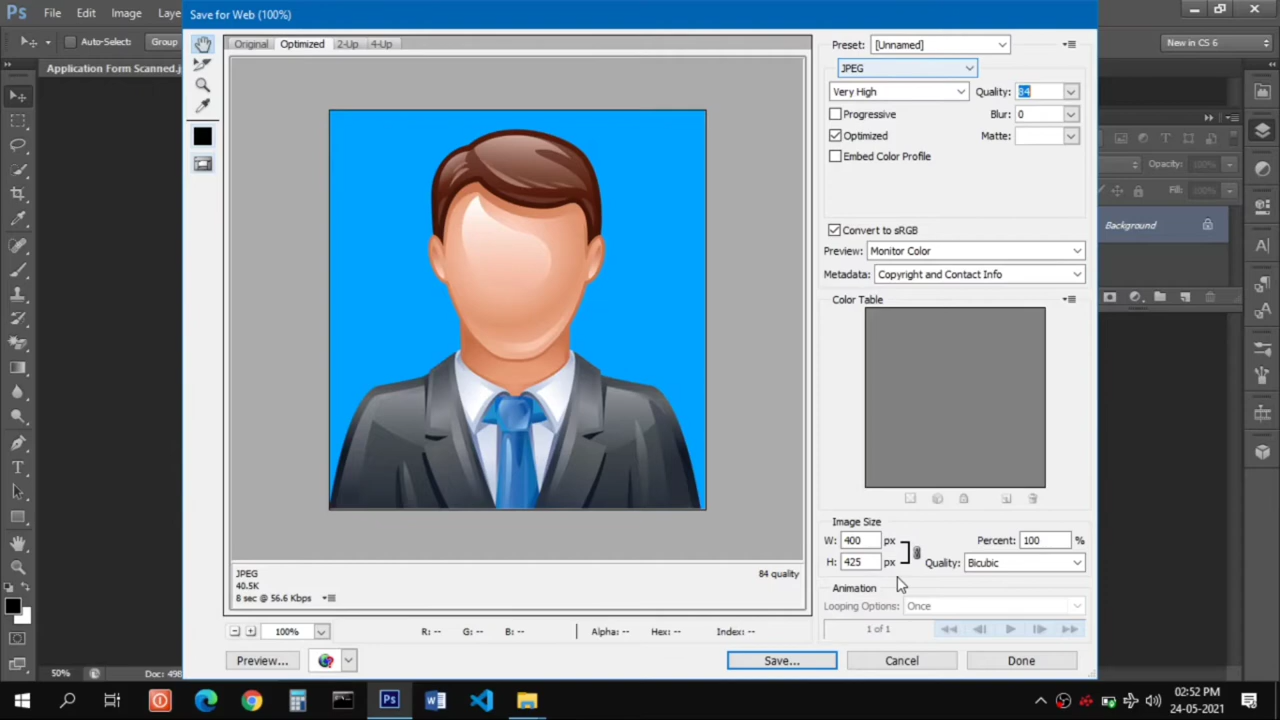 Ps File Edit Image Laye
Save for Web (100%)
Auto-Select: Group
New in CS 6
Application Form Scanned.j
Original Optimized 2-Up 4-Up
Preset: [Unnamed]
JPEG
Very High Quality: 84
Progressive Blur: 0
Optimized Matte:
Embed Color Profile
Convert to sRGB
Preview: Monitor Color
Metadata: Copyright and Contact Info
Color Table
Opacity: 100%
Fill: 100%
Background
Image Size
W: 400 px Percent: 100 %
H: 425 px Quality: Bicubic
Animation
Looping Options: Once
1 of 1
JPEG 84 quality
40.5K
8 sec @ 56.6 Kbps
100% R: -- G: -- B: -- Alpha: -- Hex: -- Index: --
Preview... Save... Cancel Done
50% Doc: 498
02:52 PM
24-05-2021